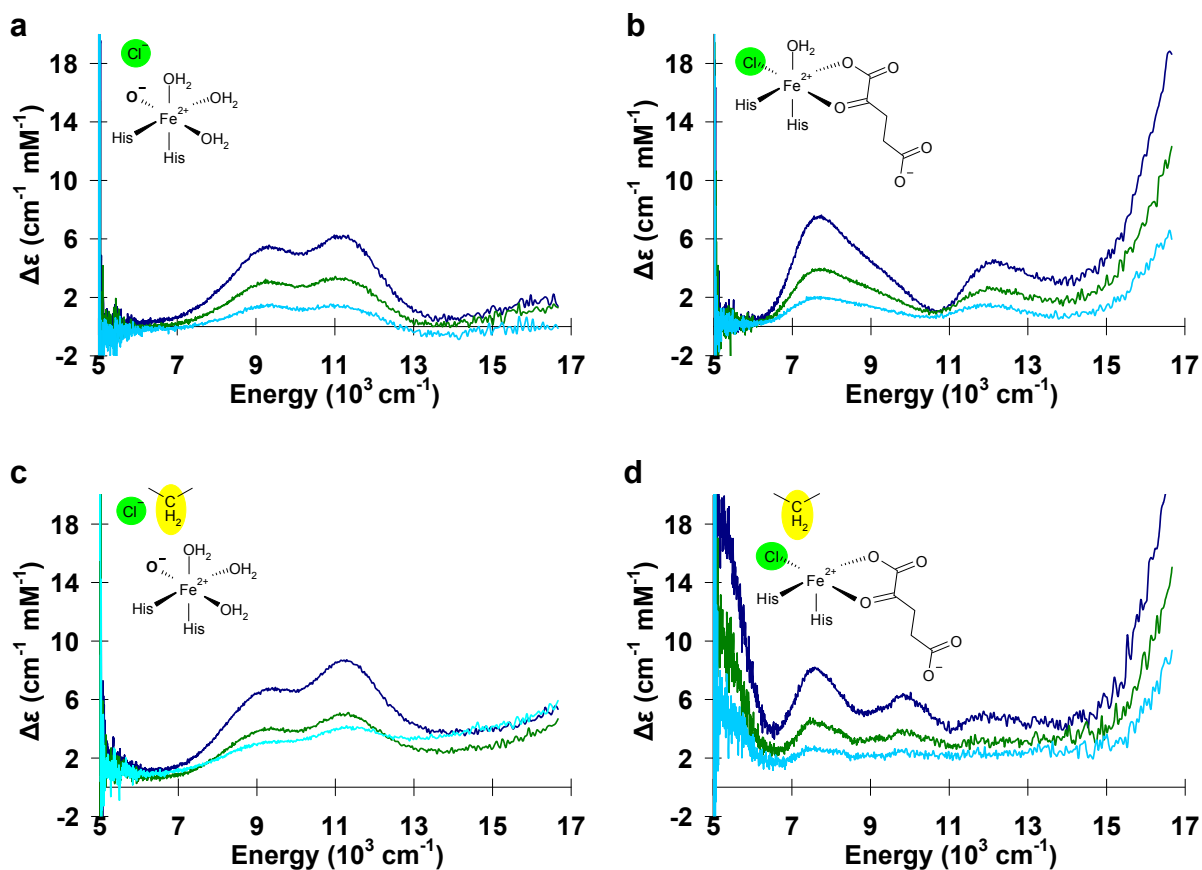 a
Cl⁻
OH₂
O⁻
OH₂
Fe²⁺
His
OH₂
His
Δε (cm⁻¹ mM⁻¹)
18
14
10
6
2
-2
5 7 9 11 13 15 17
Energy (10³ cm⁻¹)
b
OH₂
Cl
O
O
Fe²⁺
His
O
His
O
O⁻
Δε (cm⁻¹ mM⁻¹)
18
14
10
6
2
-2
5 7 9 11 13 15 17
Energy (10³ cm⁻¹)
c
Cl⁻
C
H₂
O⁻
OH₂
OH₂
Fe²⁺
His
OH₂
His
Δε (cm⁻¹ mM⁻¹)
18
14
10
6
2
-2
5 7 9 11 13 15 17
Energy (10³ cm⁻¹)
d
C
H₂
Cl
O
O
Fe²⁺
His
O
His
O
O⁻
Δε (cm⁻¹ mM⁻¹)
18
14
10
6
2
-2
5 7 9 11 13 15 17
Energy (10³ cm⁻¹)